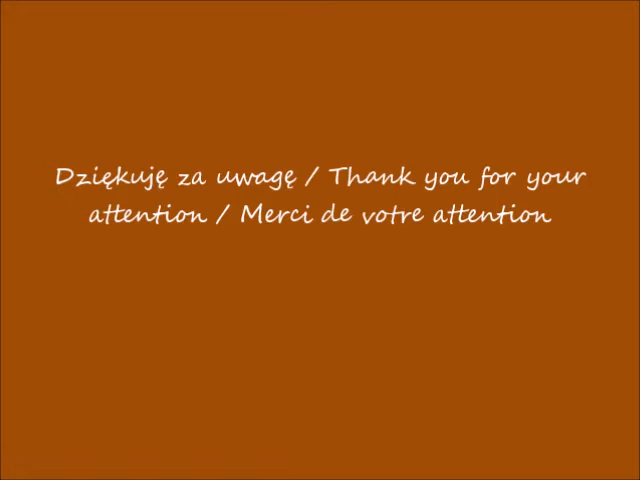 Dziękuję za uwagę / Thank you for your
attention / Merci de votre attention